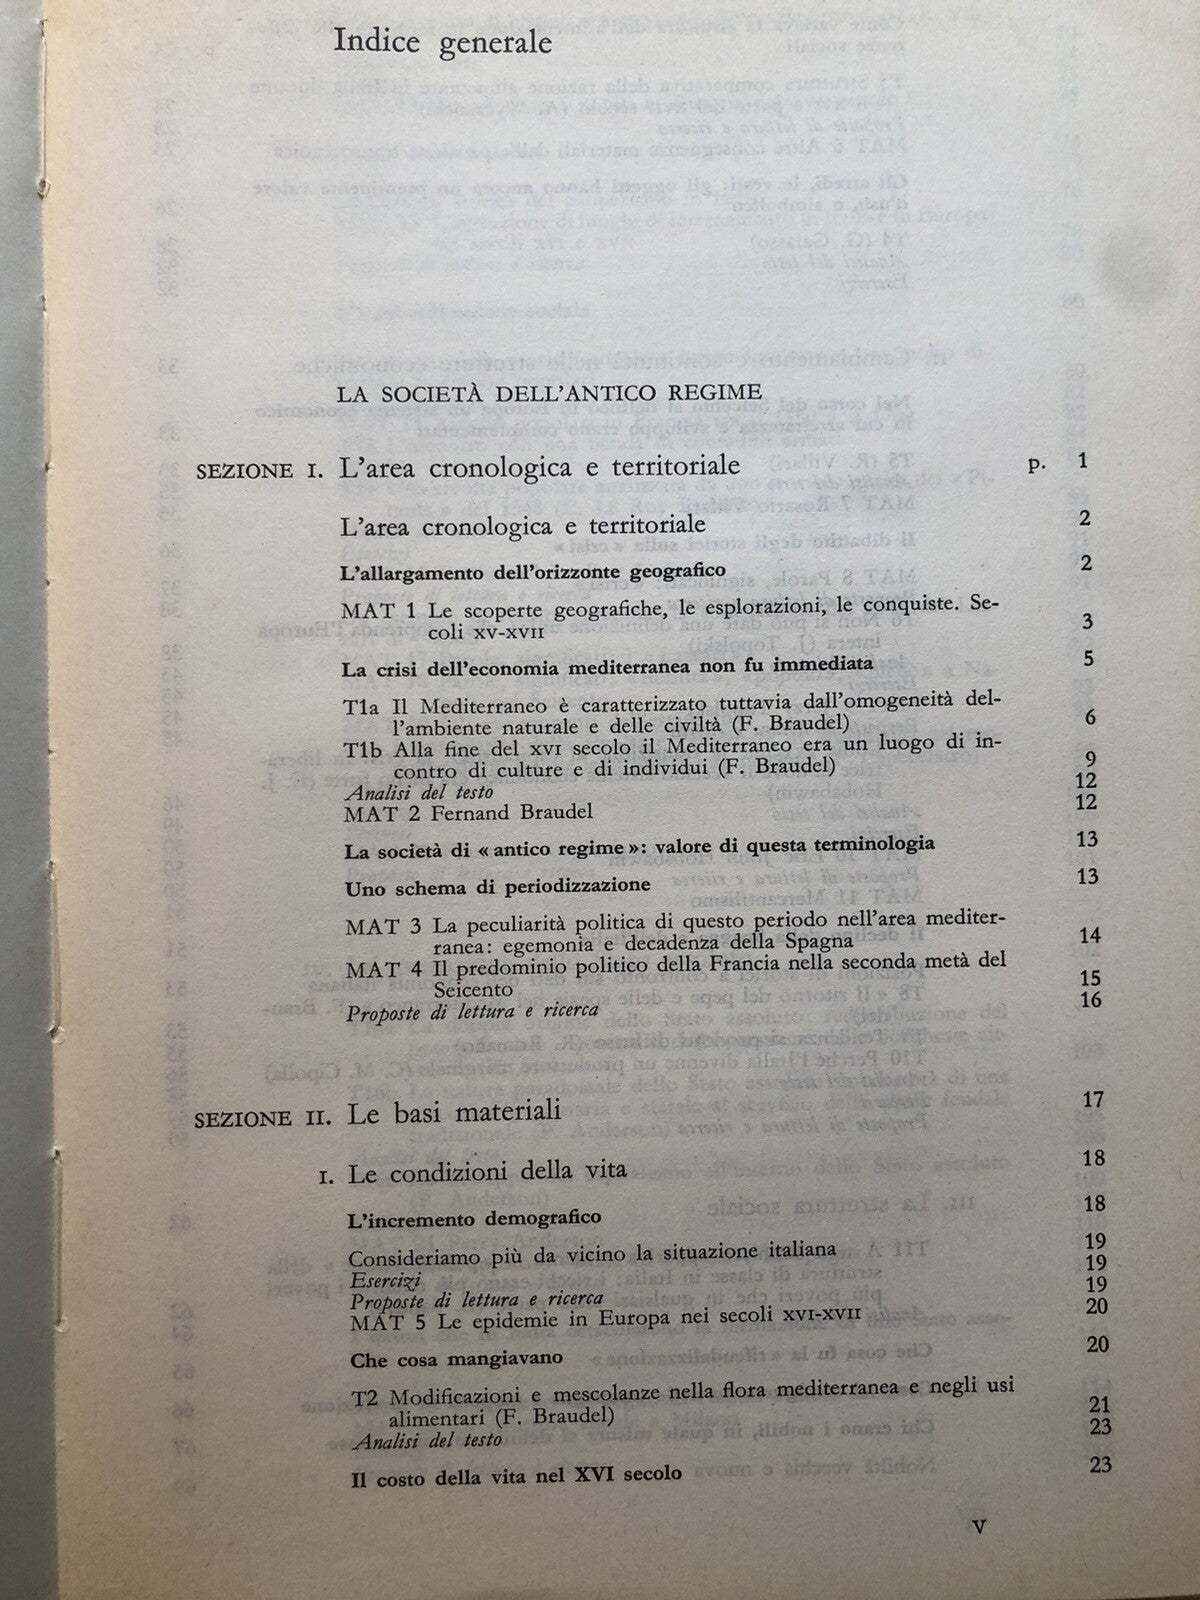 Indice generale
LA SOCIETÀ DELL'ANTICO REGIME
SEZIONE I. L'area cronologica e territoriale p. 1
L'area cronologica e territoriale 2
L'allargamento dell'orizzonte geografico 2
MAT 1 Le scoperte geografiche, le esplorazioni, le conquiste. Se-
coli XV-XVII 3
La crisi dell'economia mediterranea non fu immediata 5
T1a Il Mediterraneo è caratterizzato tuttavia dall'omogeneità del-
l'ambiente naturale e delle civiltà (F. Braudel) 6
T1b Alla fine del XVI secolo il Mediterraneo era un luogo di in-
contro di culture e di individui (F. Braudel) 9
Analisi del testo 12
MAT 2 Fernand Braudel 12
La società di « antico regime »: valore di questa terminologia 13
Uno schema di periodizzazione 13
MAT 3 La peculiarità politica di questo periodo nell'area mediter-
ranea: egemonia e decadenza della Spagna 14
MAT 4 Il predominio politico della Francia nella seconda metà del
Seicento 15
Proposte di lettura e ricerca 16
SEZIONE II. Le basi materiali 17
I. Le condizioni della vita 18
L'incremento demografico 18
Consideriamo più da vicino la situazione italiana 19
Esercizi 19
Proposte di lettura e ricerca 19
MAT 5 Le epidemie in Europa nei secoli XVI-XVII 20
Che cosa mangiavano 20
T2 Modificazioni e mescolanze nella flora mediterranea e negli usi
alimentari (F. Braudel) 21
Analisi del testo 23
Il costo della vita nel XVI secolo 23
V